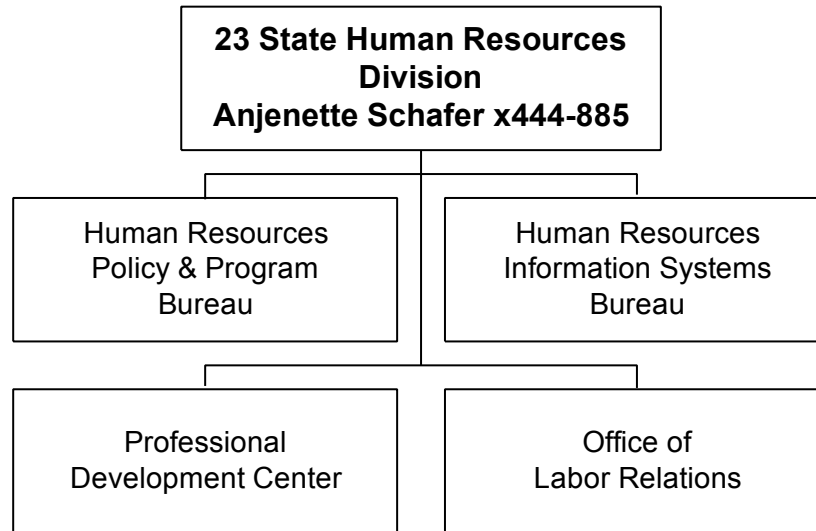 23 State Human Resources
Division
Anjenette Schafer x444-885
Human Resources
Policy & Program
Bureau
Human Resources
Information Systems
Bureau
Professional
Development Center
Office of
Labor Relations